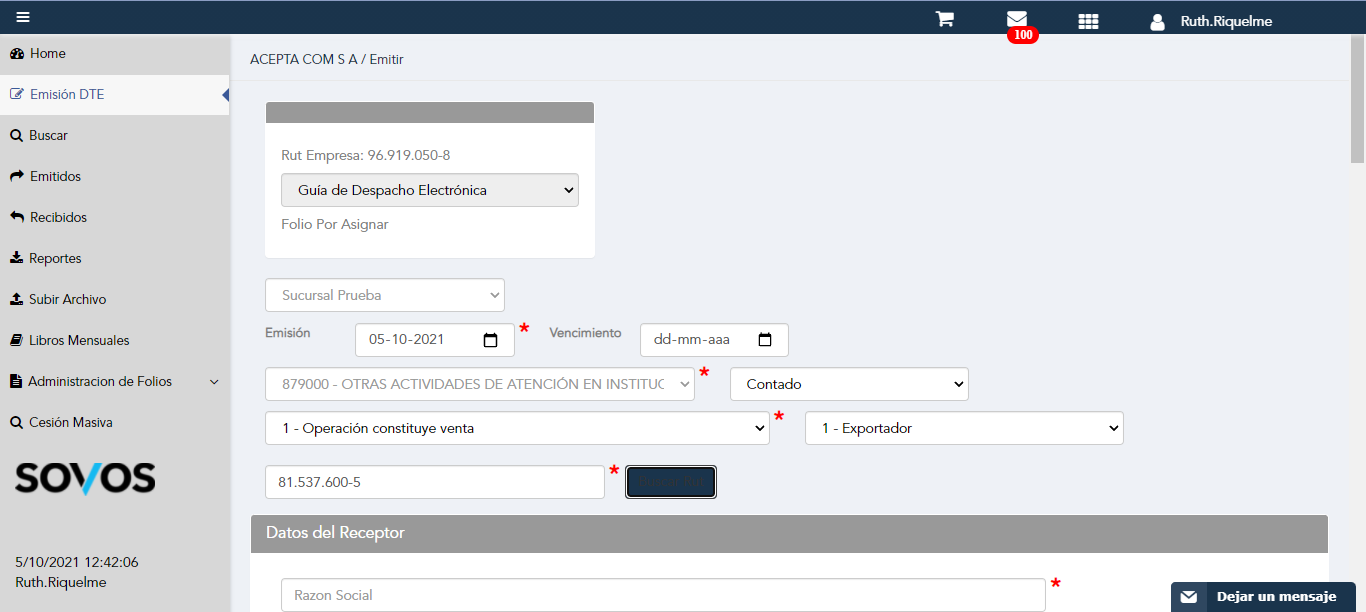 100
Ruth.Riquelme
Home
Emisión DTE
Buscar
Emitidos
Recibidos
Reportes
Subir Archivo
Libros Mensuales
Administracion de Folios
Cesión Masiva
SOVOS
5/10/2021 12:42:06
Ruth.Riquelme
ACEPTA COM S A / Emitir
Rut Empresa: 96.919.050-8
Guía de Despacho Electrónica
Folio Por Asignar
Sucursal Prueba
Emisión 05-10-2021 * Vencimiento dd-mm-aaa
879000 - OTRAS ACTIVIDADES DE ATENCIÓN EN INSTITUC * Contado
1 - Operación constituye venta * 1 - Exportador
81.537.600-5 *
Datos del Receptor
Razon Social *
Dejar un mensaje